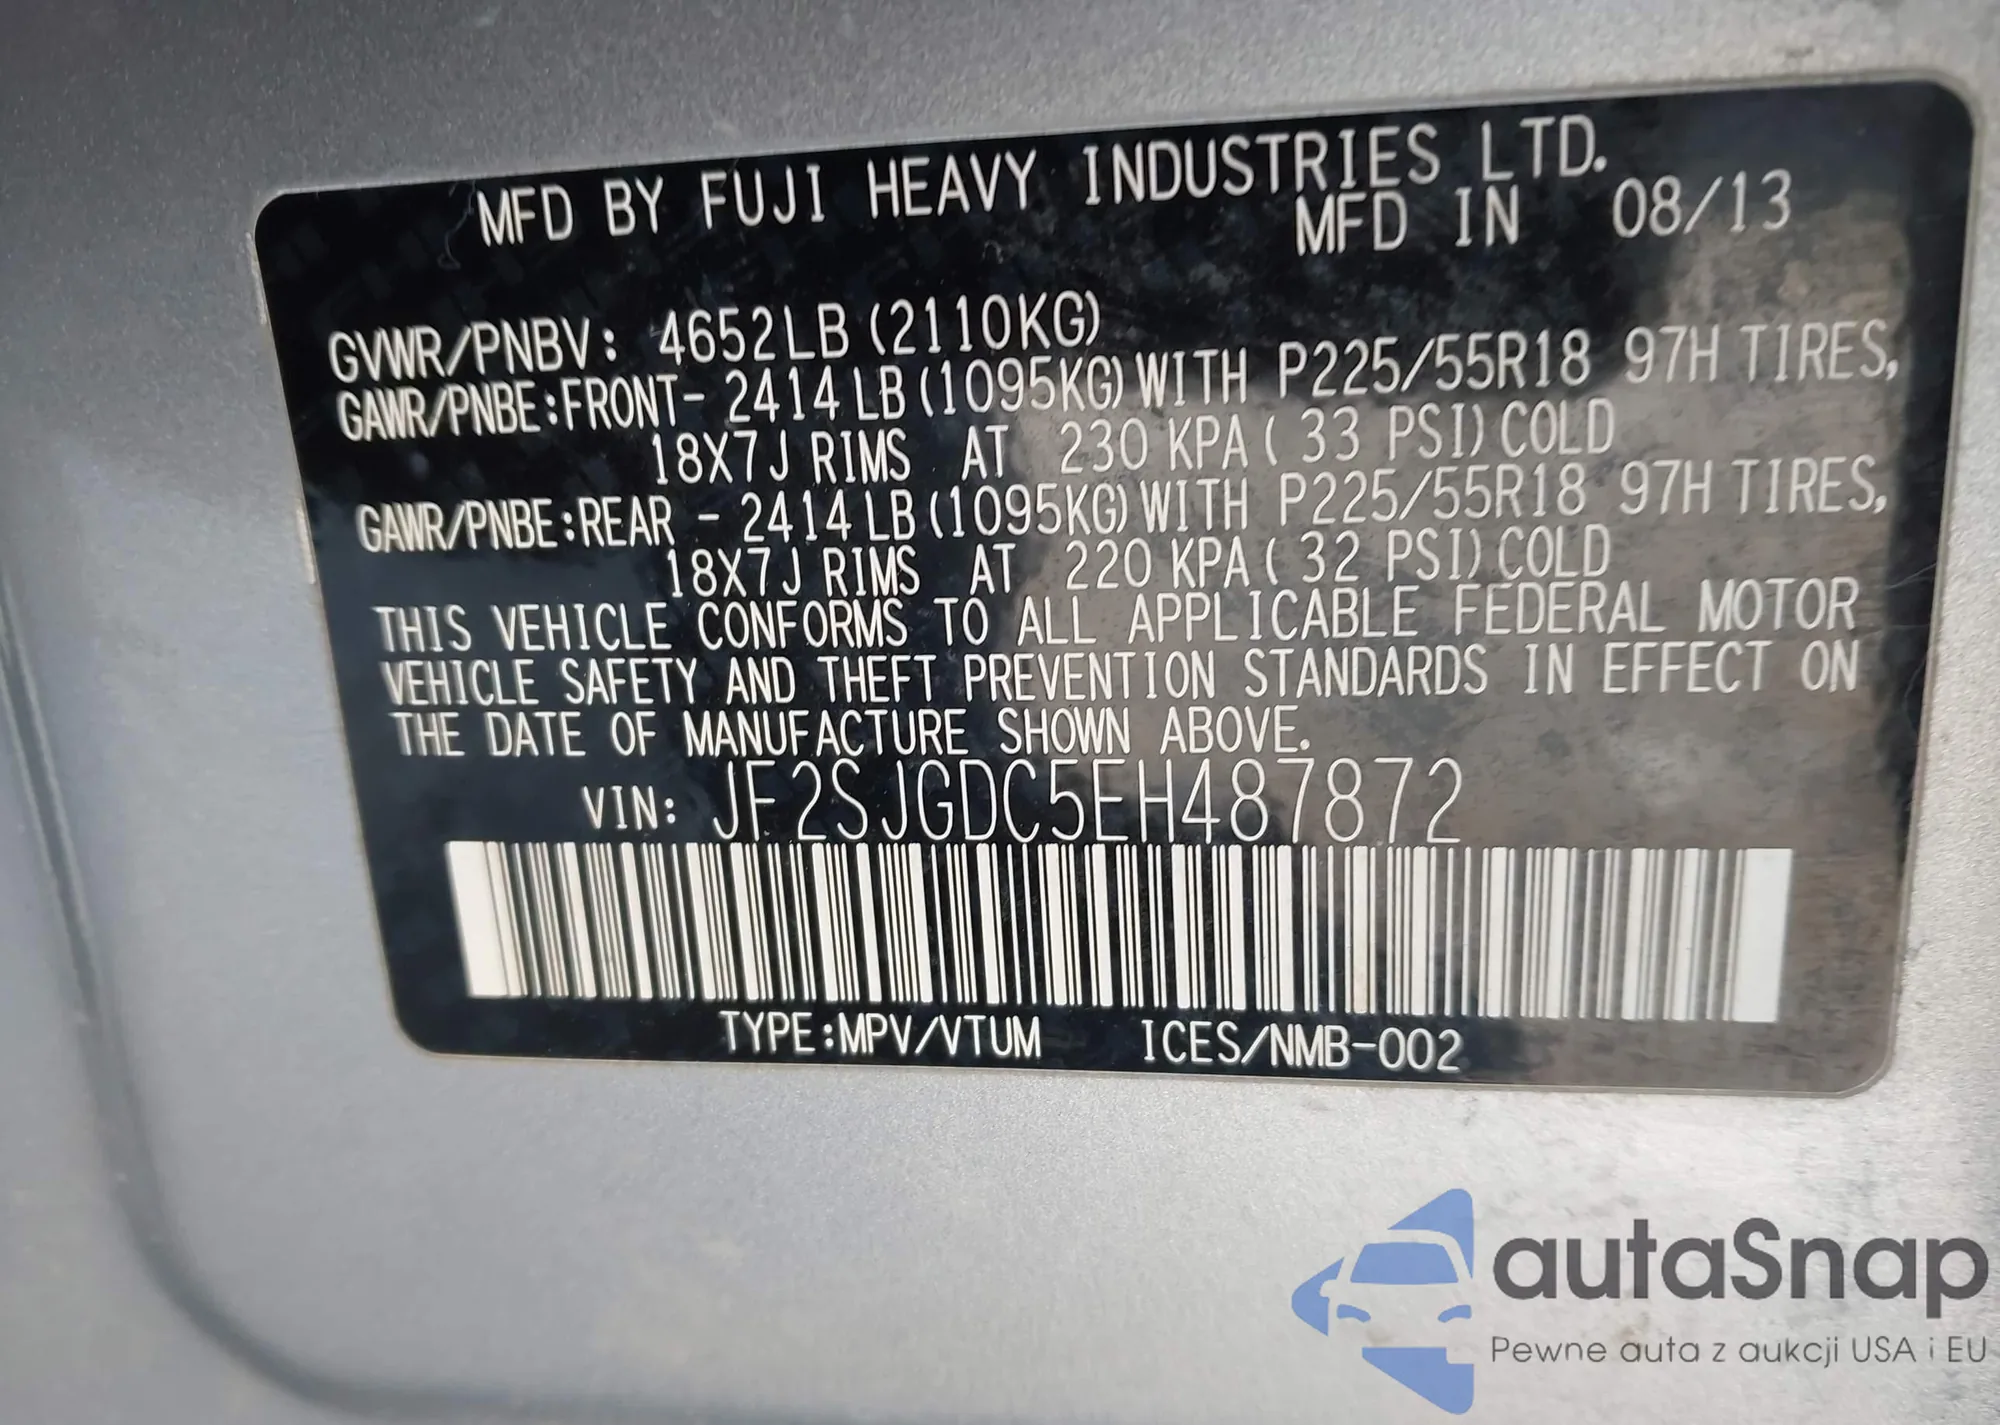 MFD BY FUJI HEAVY INDUSTRIES LTD.
MFD IN 08/13
GVWR/PNBV: 4652LB (2110KG)
GAWR/PNBE:FRONT- 2414 LB (1095KG) WITH P225/55R18 97H TIRES,
18X7J RIMS AT 230 KPA ( 33 PSI) COLD
GAWR/PNBE:REAR - 2414 LB (1095KG) WITH P225/55R18 97H TIRES,
18X7J RIMS AT 220 KPA ( 32 PSI) COLD
THIS VEHICLE CONFORMS TO ALL APPLICABLE FEDERAL MOTOR
VEHICLE SAFETY AND THEFT PREVENTION STANDARDS IN EFFECT ON
THE DATE OF MANUFACTURE SHOWN ABOVE.
VIN: JF2SJGDC5EH487872
TYPE:MPV/VTUM ICES/NMB-002
autaSnap
Pewne auta z aukcji USA i EU